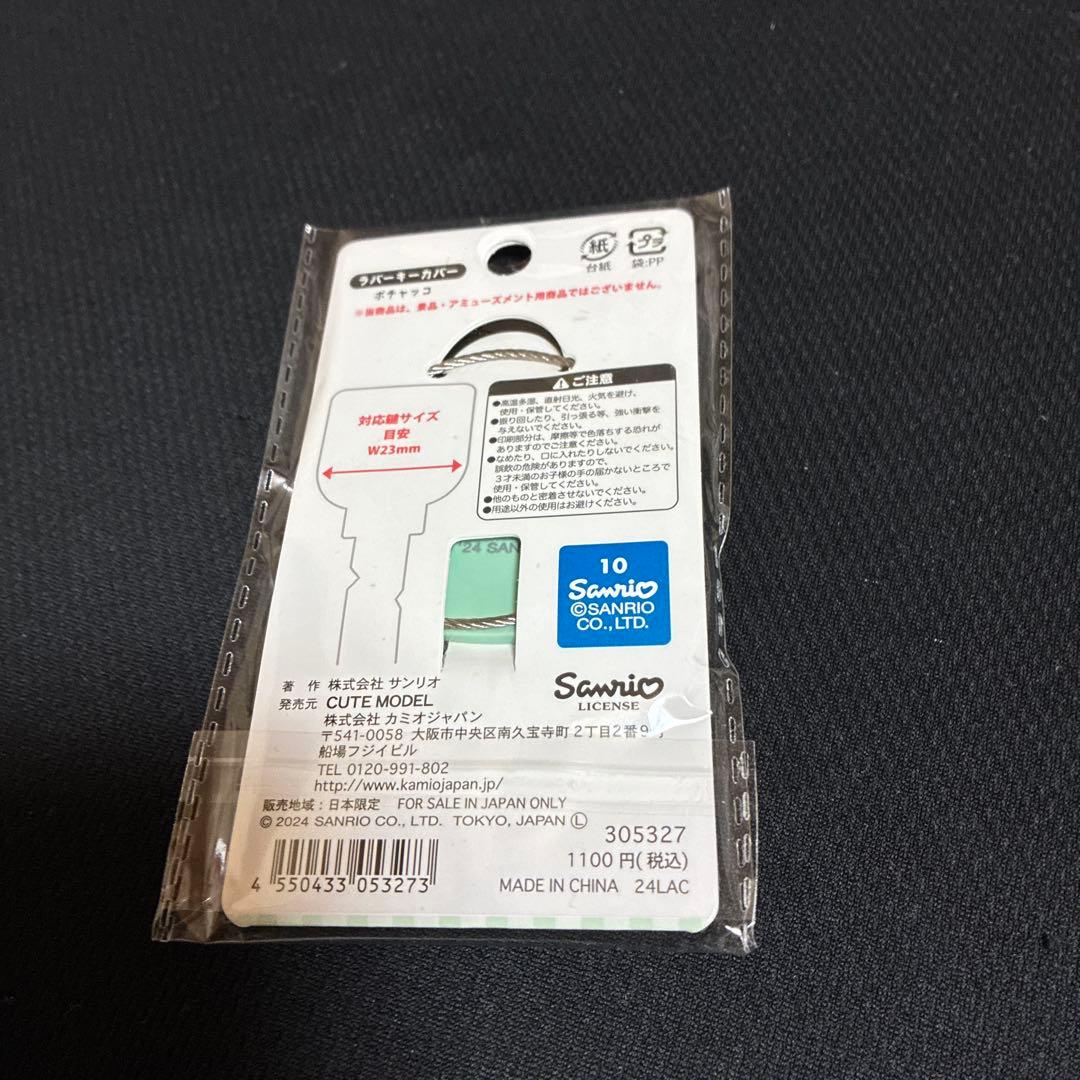 ラバーキーカバー
ポチャッコ
紙
台紙
プラ
袋:PP
※当商品は、景品・アミューズメント用商品ではございません。
対応鍵サイズ
目安
W23mm
ご注意
●高温多湿、直射日光、火気を避け、
使用・保管してください。
●振り回したり、引っ張る等、強い衝撃を
与えないでください。
●印刷部分は、摩擦等で色落ちする恐れが
ありますのでご注意ください。
●なめたり、口に入れたりしないでください。
誤飲の危険がありますので、
3才未満のお子様の手の届かないところで
使用・保管してください。
●他のものと密着させないでください。
●用途以外の使用はお避けください。
'24 SAN
10
Sanrio
©SANRIO
CO.,LTD.
Sanrio
LICENSE
著 作 株式会社 サンリオ
発売元 CUTE MODEL
株式会社 カミオジャパン
〒541-0058 大阪市中央区南久宝寺町2丁目2番9号
船場フジイビル
TEL 0120-991-802
http://www.kamiojapan.jp/
販売地域:日本限定 FOR SALE IN JAPAN ONLY
© 2024 SANRIO CO., LTD. TOKYO, JAPAN Ⓛ
305327
1100円(税込)
4 550433 053273
MADE IN CHINA 24LAC